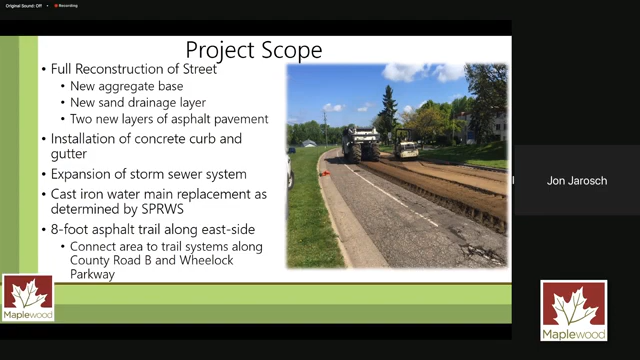 Original Sound: Off
Recording
Project Scope
• Full Reconstruction of Street
• New aggregate base
• New sand drainage layer
• Two new layers of asphalt pavement
• Installation of concrete curb and
gutter
• Expansion of storm sewer system
• Cast iron water main replacement as
determined by SPRWS
• 8-foot asphalt trail along east-side
• Connect area to trail systems along
County Road B and Wheelock
Parkway
Maplewood
Jon Jarosch
Maplewood